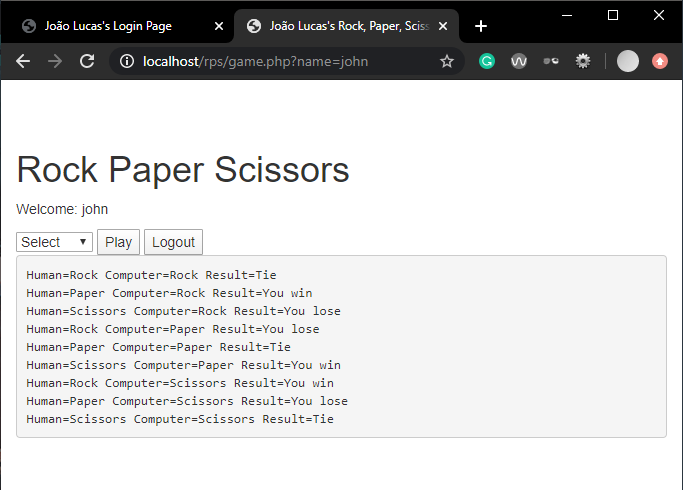 João Lucas's Login Page
João Lucas's Rock, Paper, Sciss
localhost/rps/game.php?name=john
Rock Paper Scissors
Welcome: john
Select Play Logout
Human=Rock Computer=Rock Result=Tie
Human=Paper Computer=Rock Result=You win
Human=Scissors Computer=Rock Result=You lose
Human=Rock Computer=Paper Result=You lose
Human=Paper Computer=Paper Result=Tie
Human=Scissors Computer=Paper Result=You win
Human=Rock Computer=Scissors Result=You win
Human=Paper Computer=Scissors Result=You lose
Human=Scissors Computer=Scissors Result=Tie